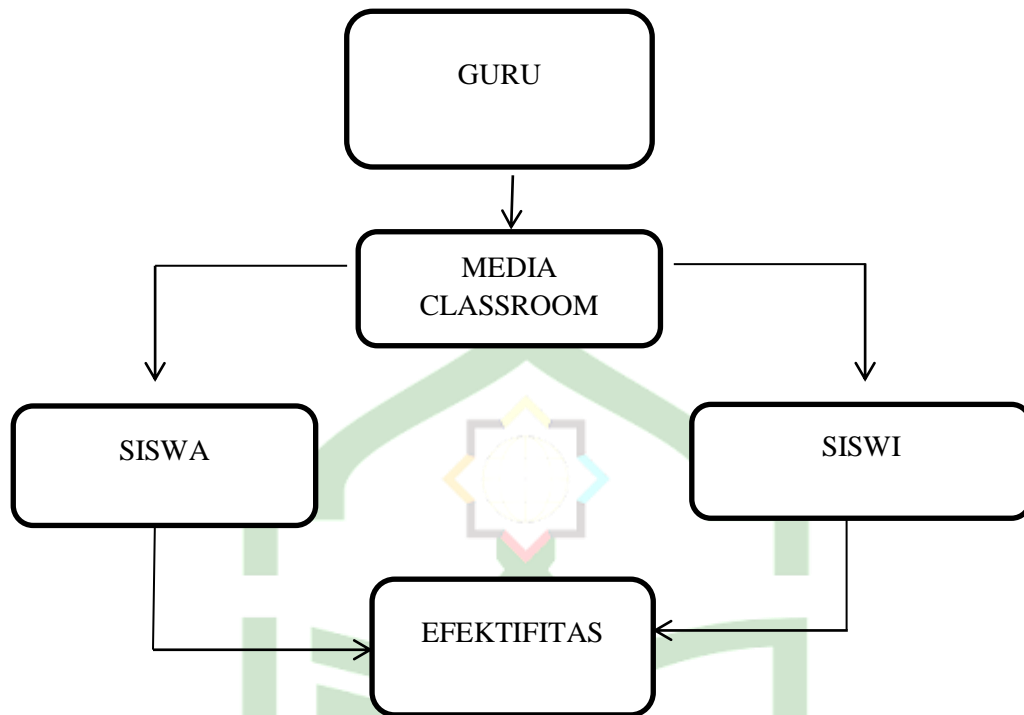 GURU
MEDIA
CLASSROOM
SISWA
SISWI
EFEKTIFITAS